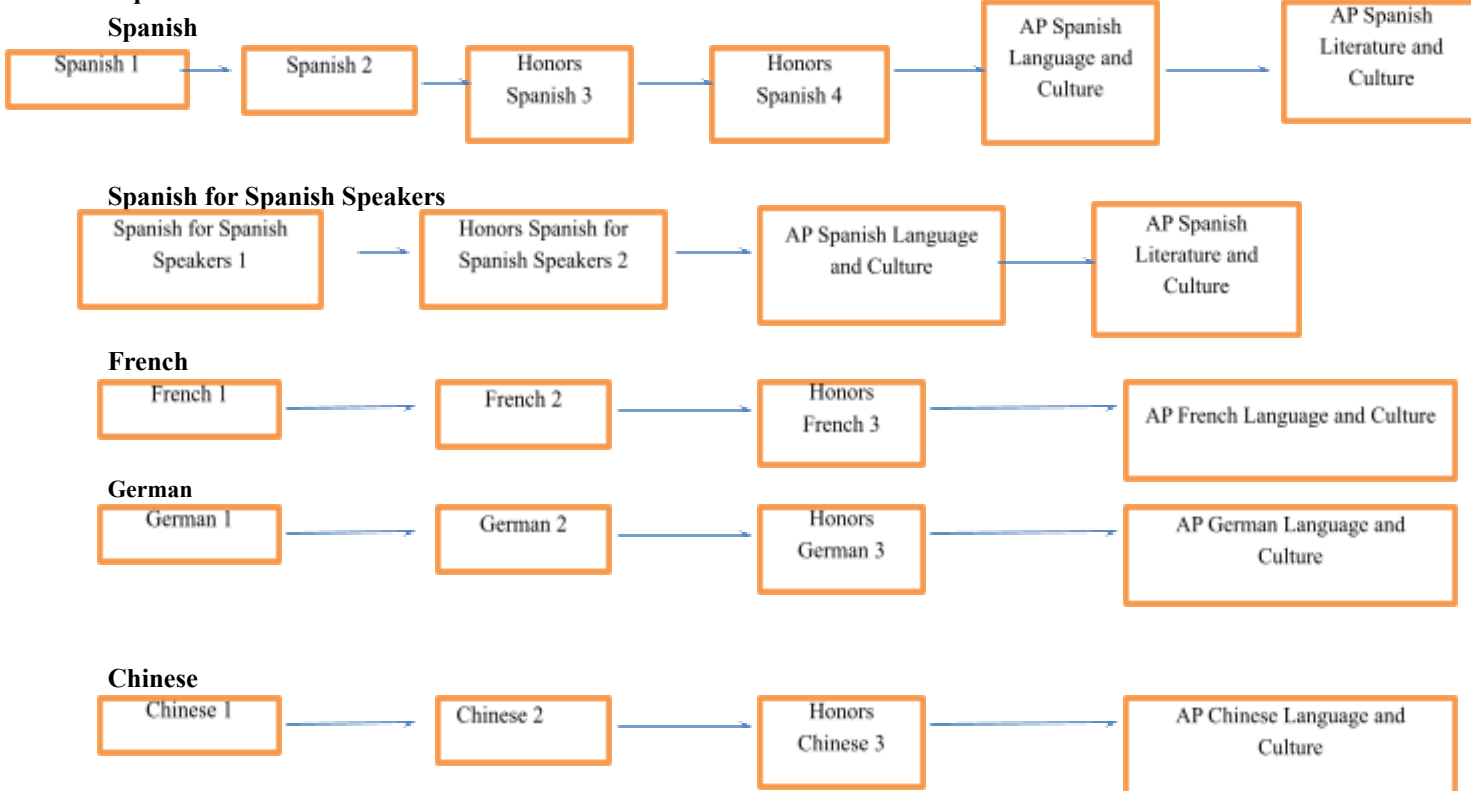 Spanish
Spanish 1
Spanish 2
Honors
Spanish 3
Honors
Spanish 4
AP Spanish
Language and
Culture
AP Spanish
Literature and
Culture
Spanish for Spanish Speakers
Spanish for Spanish
Speakers 1
Honors Spanish for
Spanish Speakers 2
AP Spanish Language
and Culture
AP Spanish
Literature and
Culture
French
French 1
French 2
Honors
French 3
AP French Language and Culture
German
German 1
German 2
Honors
German 3
AP German Language and
Culture
Chinese
Chinese 1
Chinese 2
Honors
Chinese 3
AP Chinese Language and
Culture